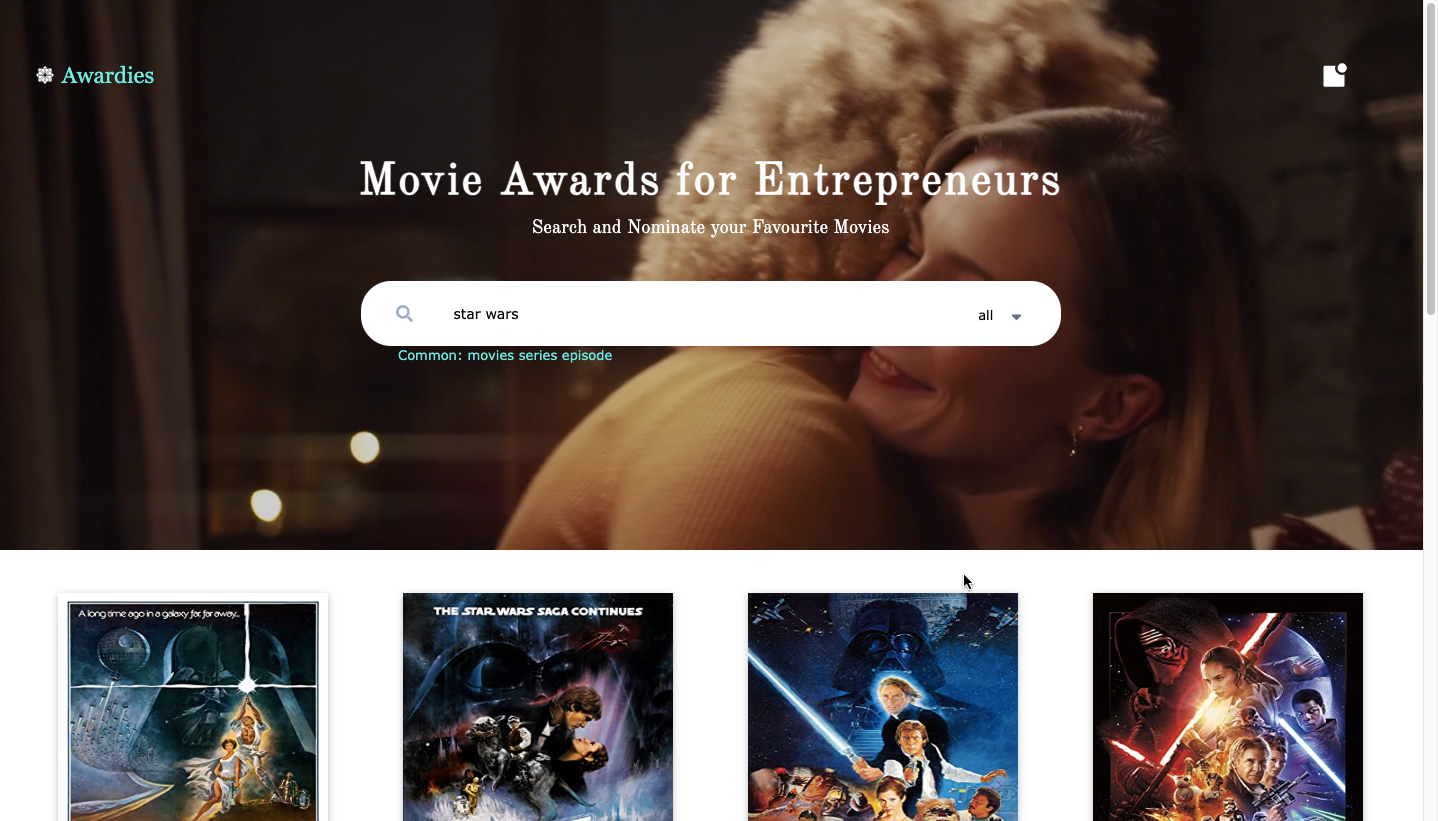 Awardies
Movie Awards for Entrepreneurs
Search and Nominate your Favourite Movies
star wars
all
Common: movies series episode
A long time ago in a galaxy far, far away...
THE STAR WARS SAGA CONTINUES